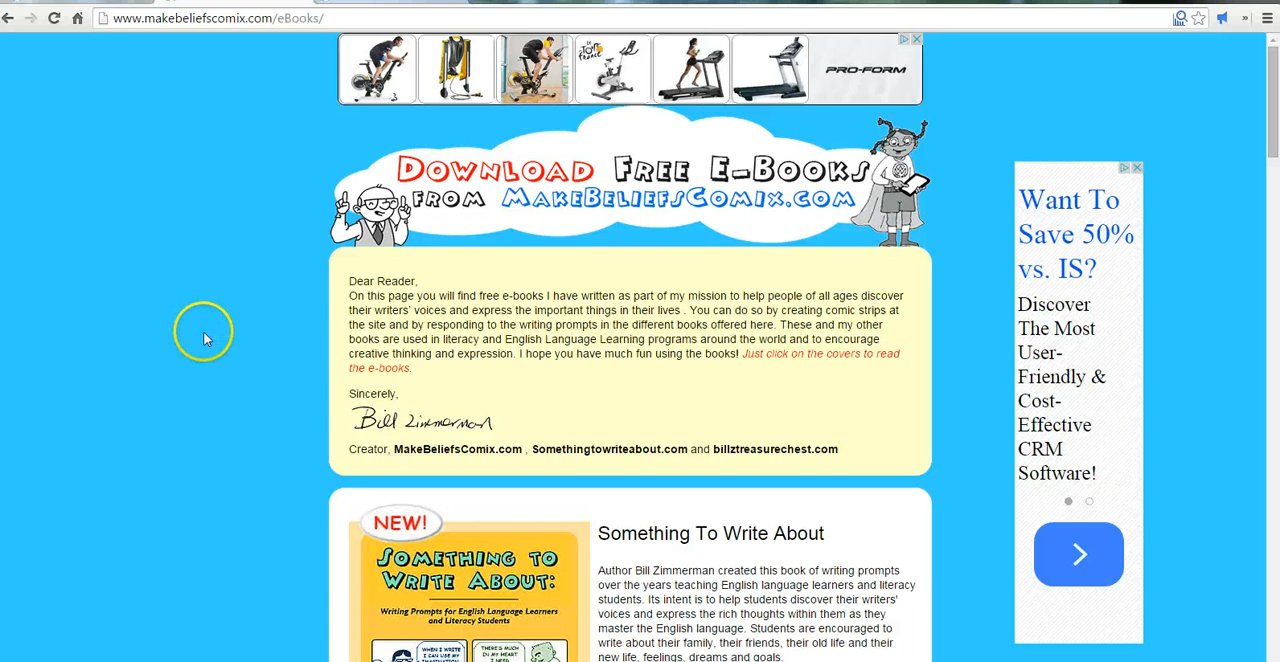 www.makebeliefscomix.com/eBooks/
»
PRO-FORM
DOWNLOAD FREE E-BOOKS
FROM MAKEBELIEFSCOMIX.COM
Dear Reader,
On this page you will find free e-books I have written as part of my mission to help people of all ages discover
their writers' voices and express the important things in their lives . You can do so by creating comic strips at
the site and by responding to the writing prompts in the different books offered here. These and my other
books are used in literacy and English Language Learning programs around the world and to encourage
creative thinking and expression. I hope you have much fun using the books! Just click on the covers to read
the e-books.
Sincerely,
Bill Zimmerman
Creator, MakeBeliefsComix.com , Somethingtowriteabout.com and billztreasurechest.com
NEW!
SOMETHING TO
WRITE ABOUT:
Writing Prompts for English Language Learners
and Literacy Students
WHEN I WRITE
I CAN USE MY
THERE'S MUCH
IN MY HEART
Something To Write About
Author Bill Zimmerman created this book of writing prompts
over the years teaching English language learners and literacy
students. Its intent is to help students discover their writers'
voices and express the rich thoughts within them as they
master the English language. Students are encouraged to
write about their family, their friends, their old life and their
new life, feelings, dreams and goals.
Want To
Save 50%
vs. IS?
Discover
The Most
User-
Friendly &
Cost-
Effective
CRM
Software!